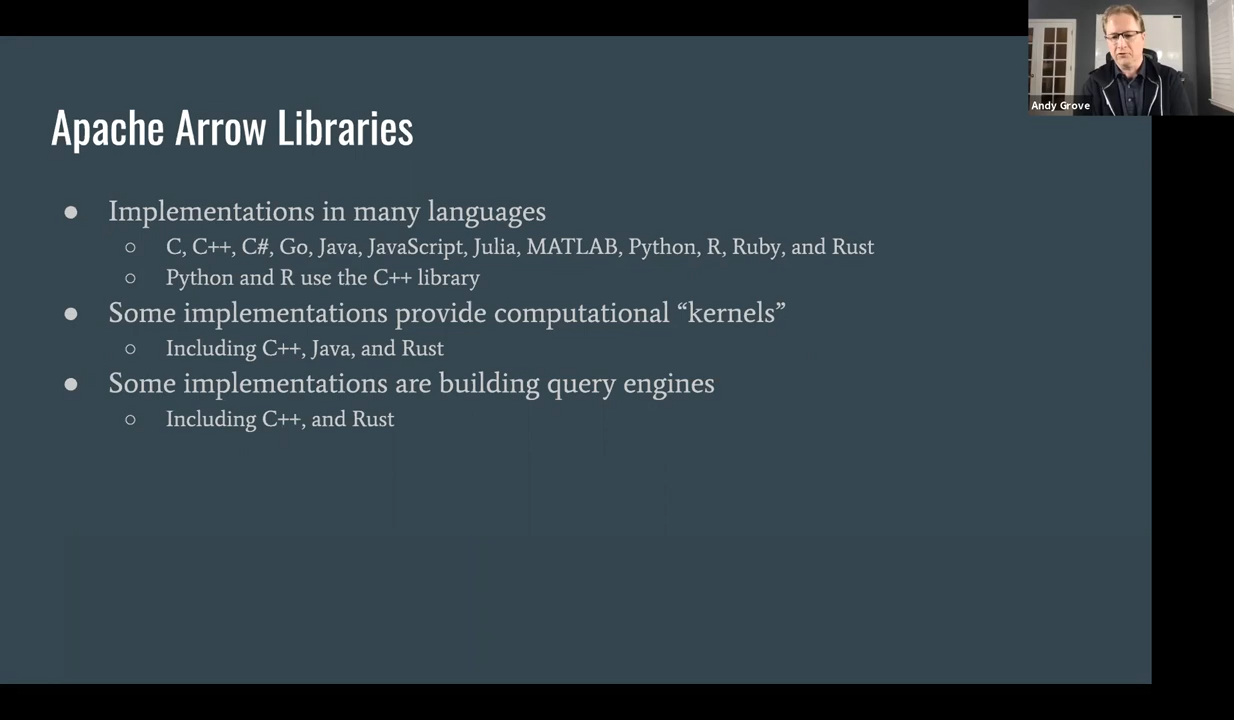 Apache Arrow Libraries
● Implementations in many languages
○ C, C++, C#, Go, Java, JavaScript, Julia, MATLAB, Python, R, Ruby, and Rust
○ Python and R use the C++ library
● Some implementations provide computational “kernels”
○ Including C++, Java, and Rust
● Some implementations are building query engines
○ Including C++, and Rust
Andy Grove